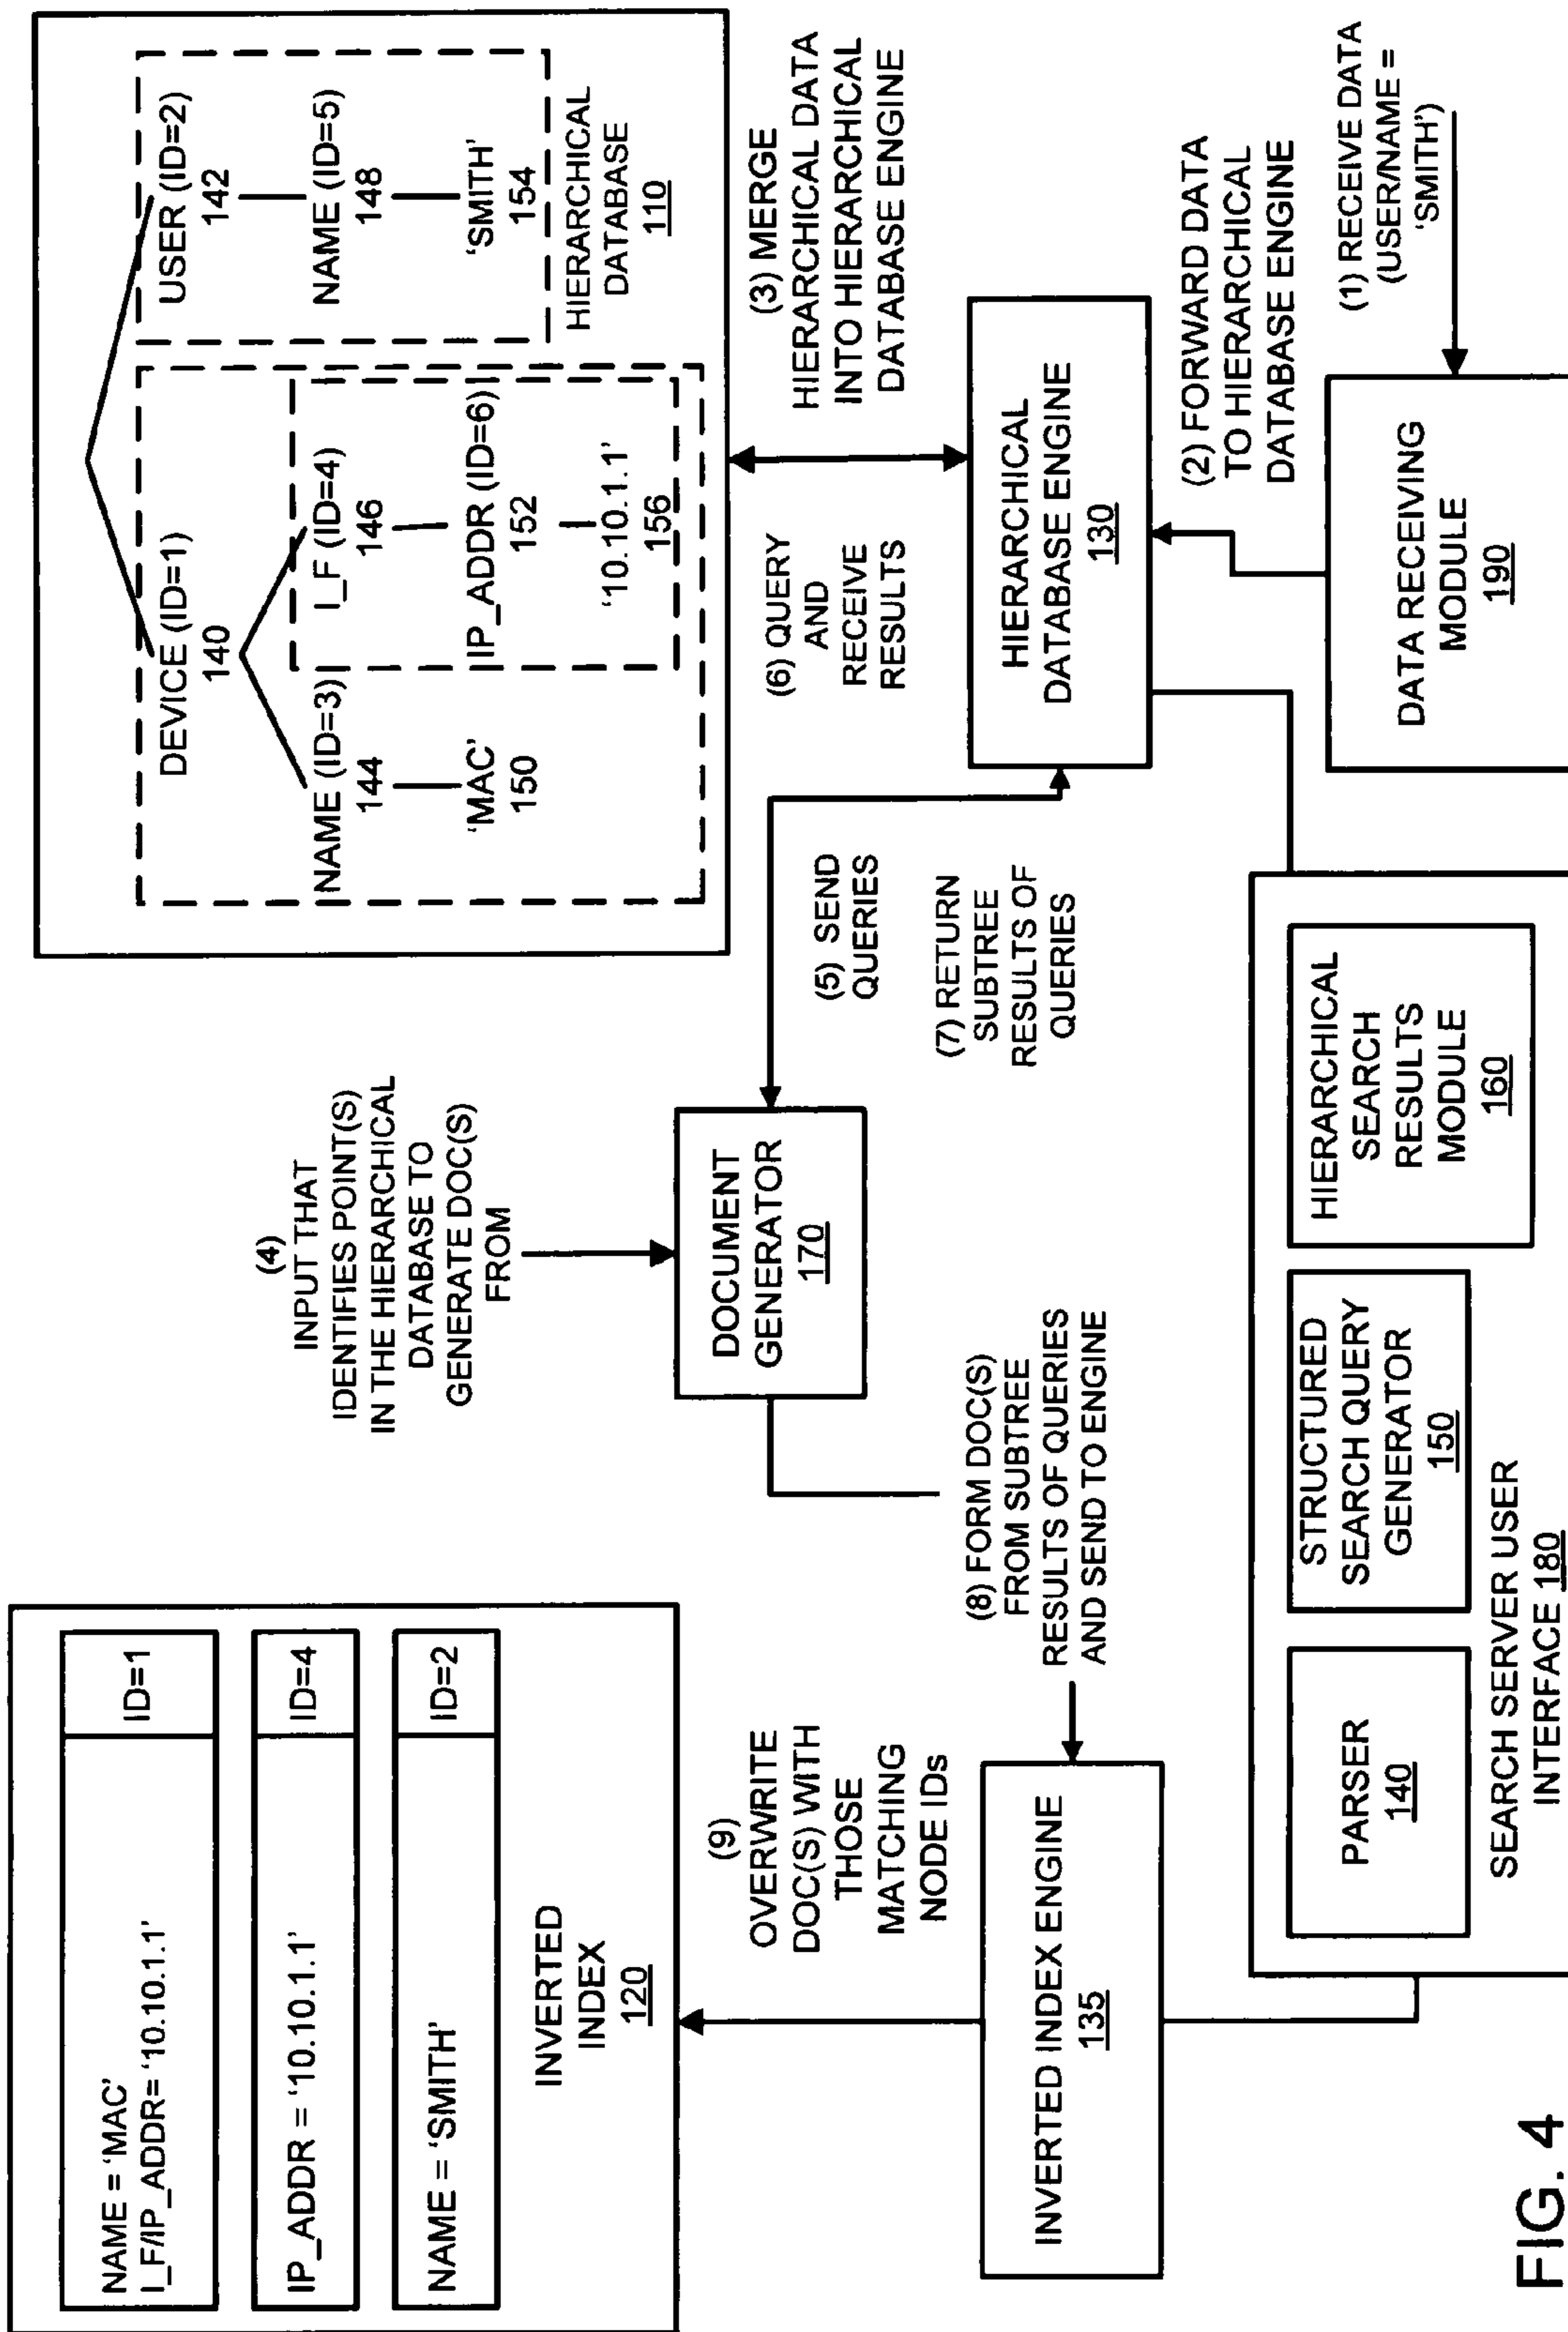 NAME = ‘MAC’
I_F/IP_ADDR= ‘10.10.1.1’
ID=1
IP_ADDR = ‘10.10.1.1’
ID=4
NAME = ‘SMITH’
ID=2
INVERTED
INDEX
120
(9)
OVERWRITE
DOC(S) WITH
THOSE
MATCHING
NODE IDs
INVERTED INDEX ENGINE
135
(8) FORM DOC(S)
FROM SUBTREE
RESULTS OF QUERIES
AND SEND TO ENGINE
(4)
INPUT THAT
IDENTIFIES POINT(S)
IN THE HIERARCHICAL
DATABASE TO
GENERATE DOC(S)
FROM
DOCUMENT
GENERATOR
170
(5) SEND
QUERIES
(7) RETURN
SUBTREE
RESULTS OF
QUERIES
DEVICE (ID=1)
140
NAME (ID=3)
144
‘MAC’
150
I_F (ID=4)
146
IP_ADDR (ID=6)
152
‘10.10.1.1’
156
USER (ID=2)
142
NAME (ID=5)
148
‘SMITH’
154
HIERARCHICAL
DATABASE
110
(6) QUERY
AND
RECEIVE
RESULTS
(3) MERGE
HIERARCHICAL DATA
INTO HIERARCHICAL
DATABASE ENGINE
HIERARCHICAL
DATABASE ENGINE
130
(2) FORWARD DATA
TO HIERARCHICAL
DATABASE ENGINE
(1) RECEIVE DATA
(USER/NAME =
‘SMITH’)
DATA RECEIVING
MODULE
190
PARSER
140
STRUCTURED
SEARCH QUERY
GENERATOR
150
HIERARCHICAL
SEARCH
RESULTS
MODULE
160
SEARCH SERVER USER
INTERFACE 180
FIG. 4